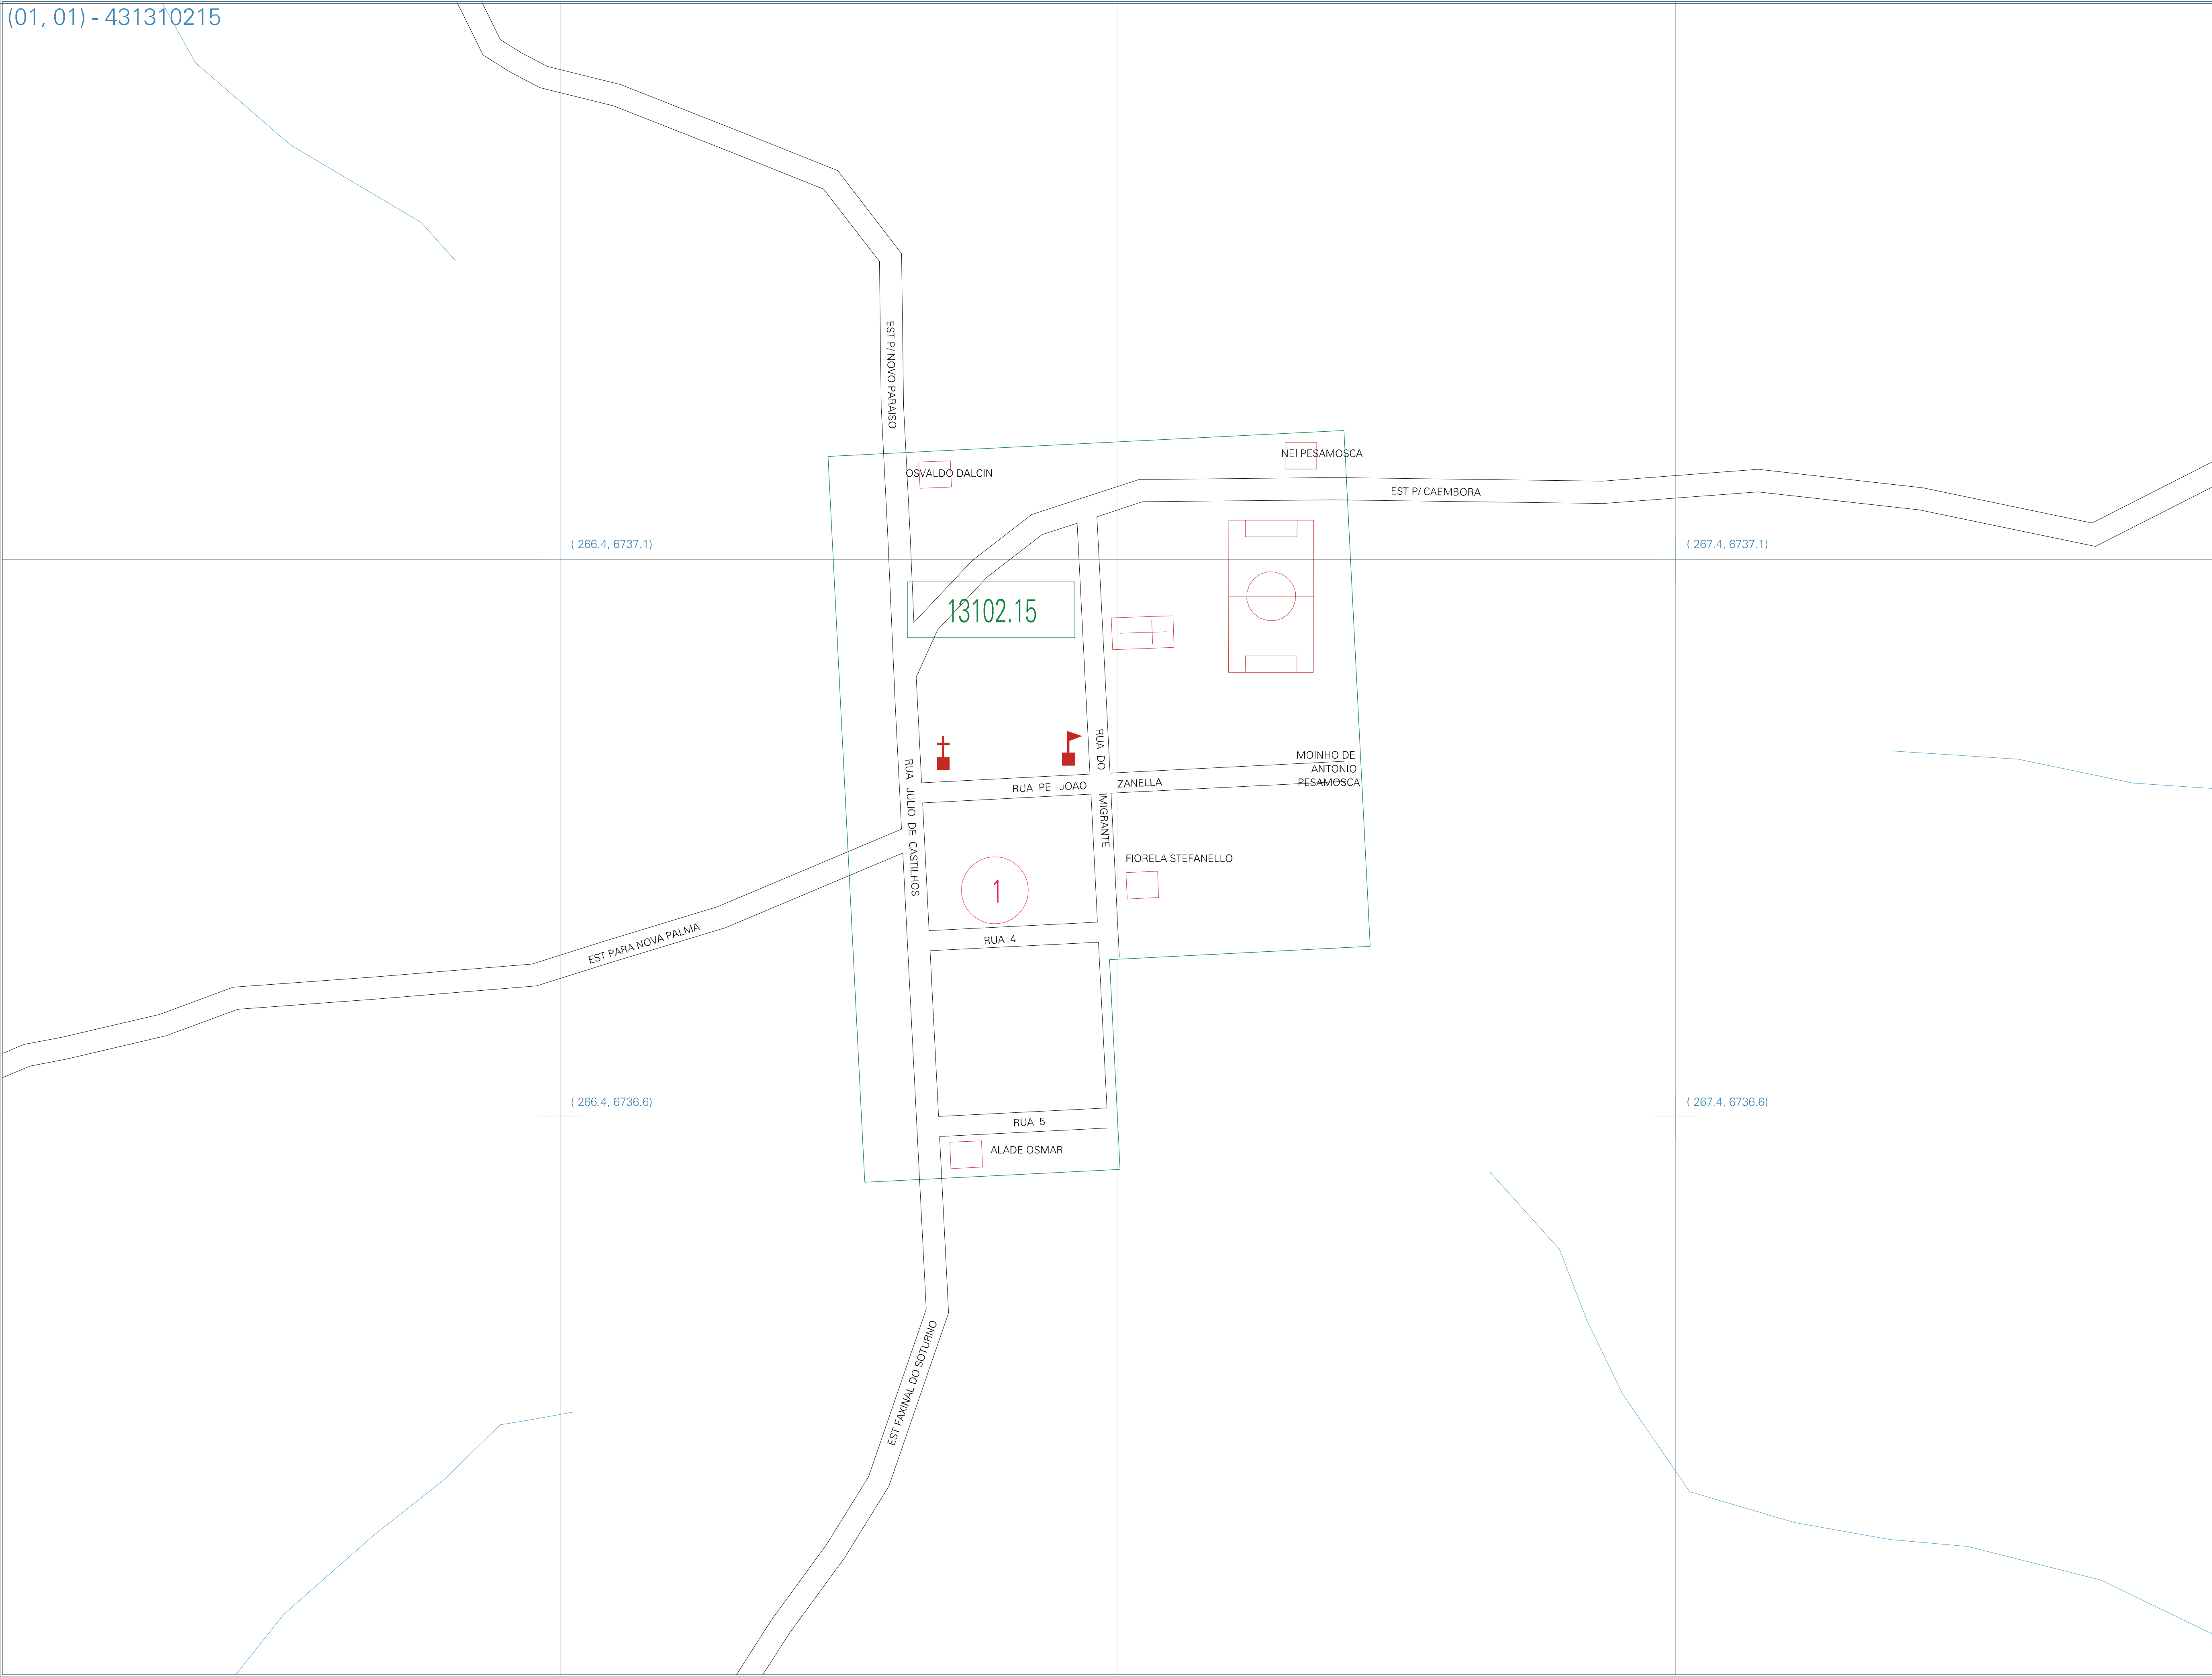 (01, 01) - 431310215
EST P/ NOVO PARAISO
OSVALDO DALCIN
NEI PESAMOSCA
EST P/ CAEMBORA
( 266.4, 6737.1)
( 267.4, 6737.1)
13102.15
RUA DO IMIGRANTE
MOINHO DE
ANTONIO
PESAMOSCA
RUA PE JOAO ZANELLA
RUA JULIO DE CASTILHOS
FIORELA STEFANELLO
1
EST PARA NOVA PALMA
RUA 4
( 266.4, 6736.6)
( 267.4, 6736.6)
RUA 5
ALADE OSMAR
EST FAXINAL DO SOTURNO